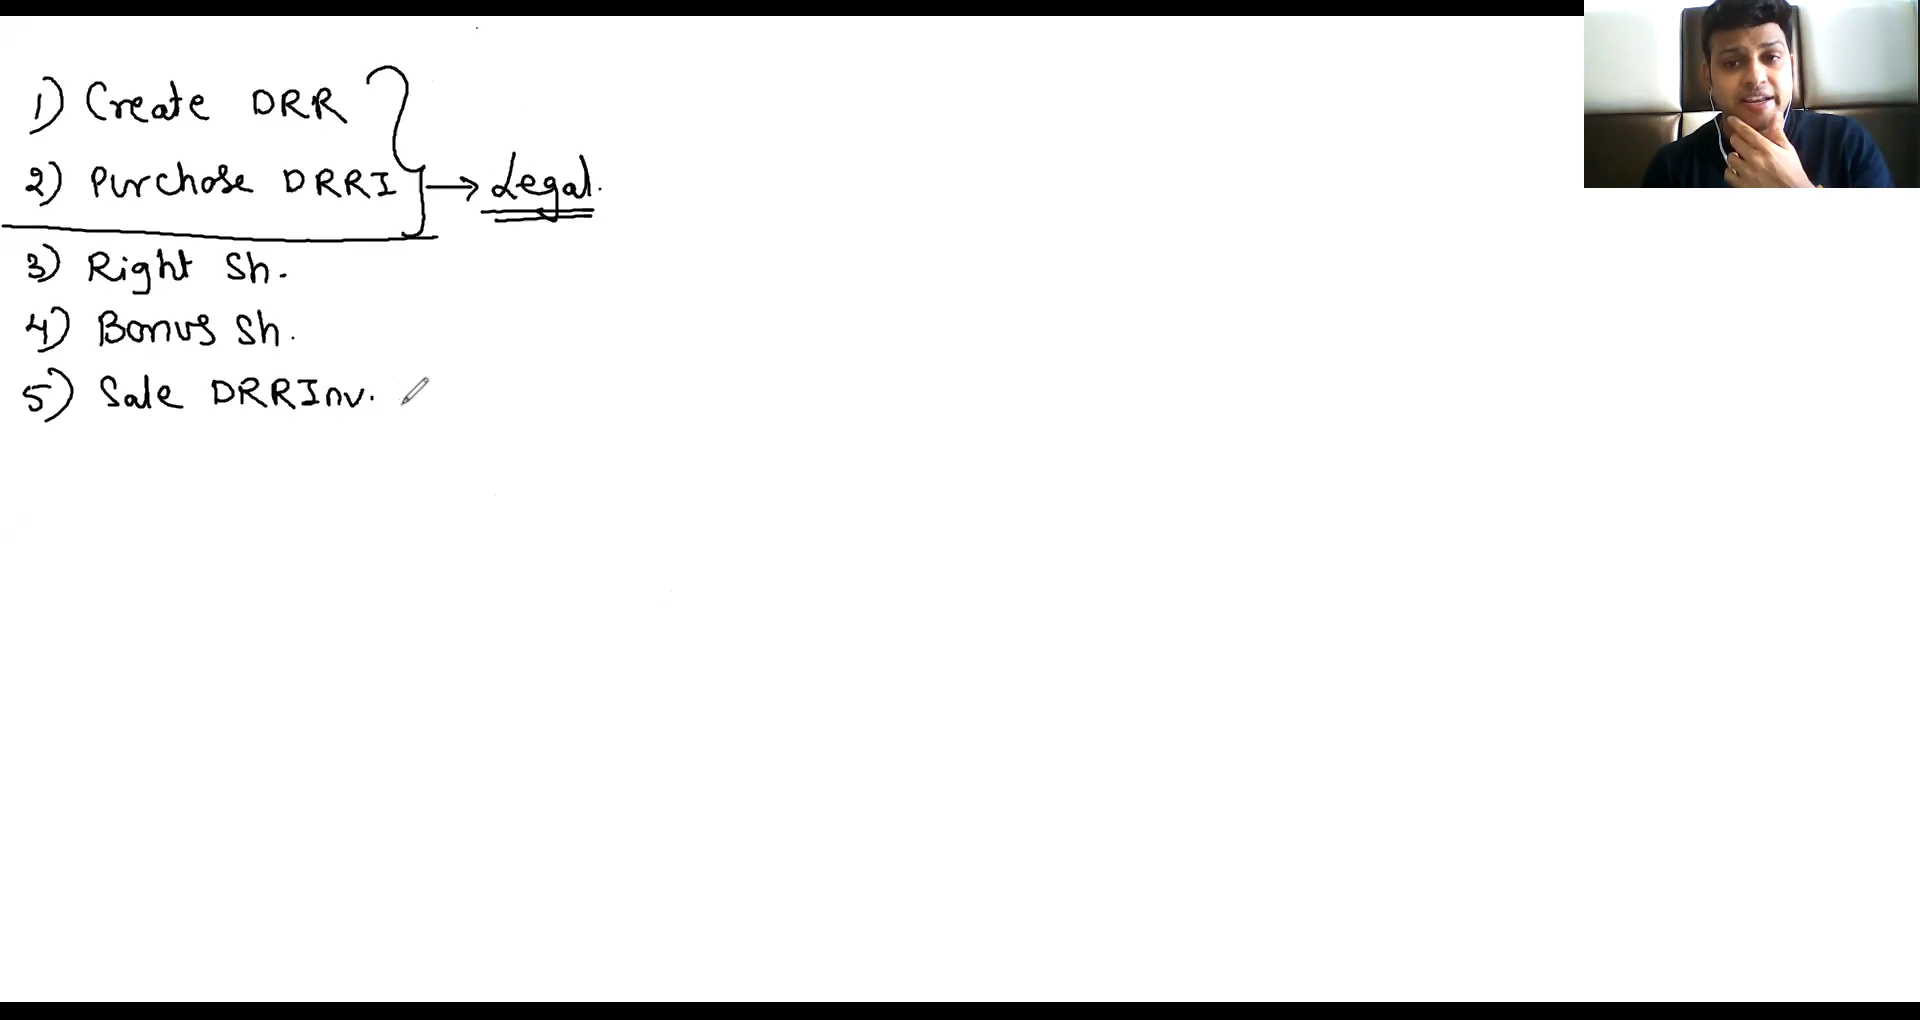 1) Create DRR
2) Purchase DRRI → Legal.
3) Right Sh.
4) Bonus Sh.
5) Sale DRRInv.